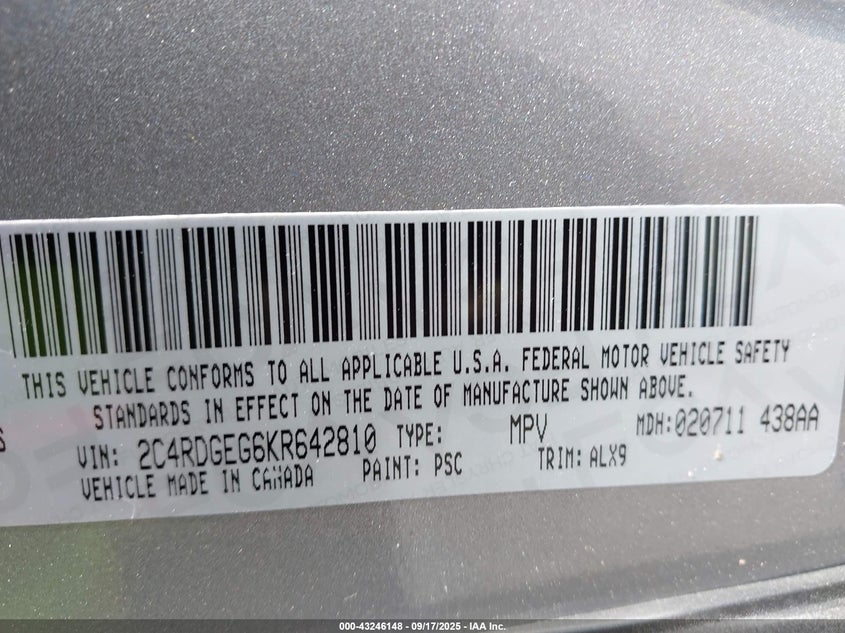 THIS VEHICLE CONFORMS TO ALL APPLICABLE U.S.A. FEDERAL MOTOR VEHICLE SAFETY
STANDARDS IN EFFECT ON THE DATE OF MANUFACTURE SHOWN ABOVE.
S
VIN: 2C4RDGEG6KR642810 TYPE: MPV MDH:020711 438AA
VEHICLE MADE IN CANADA PAINT: PSC TRIM: ALX9
000-43246148 - 09/17/2025 - IAA Inc.